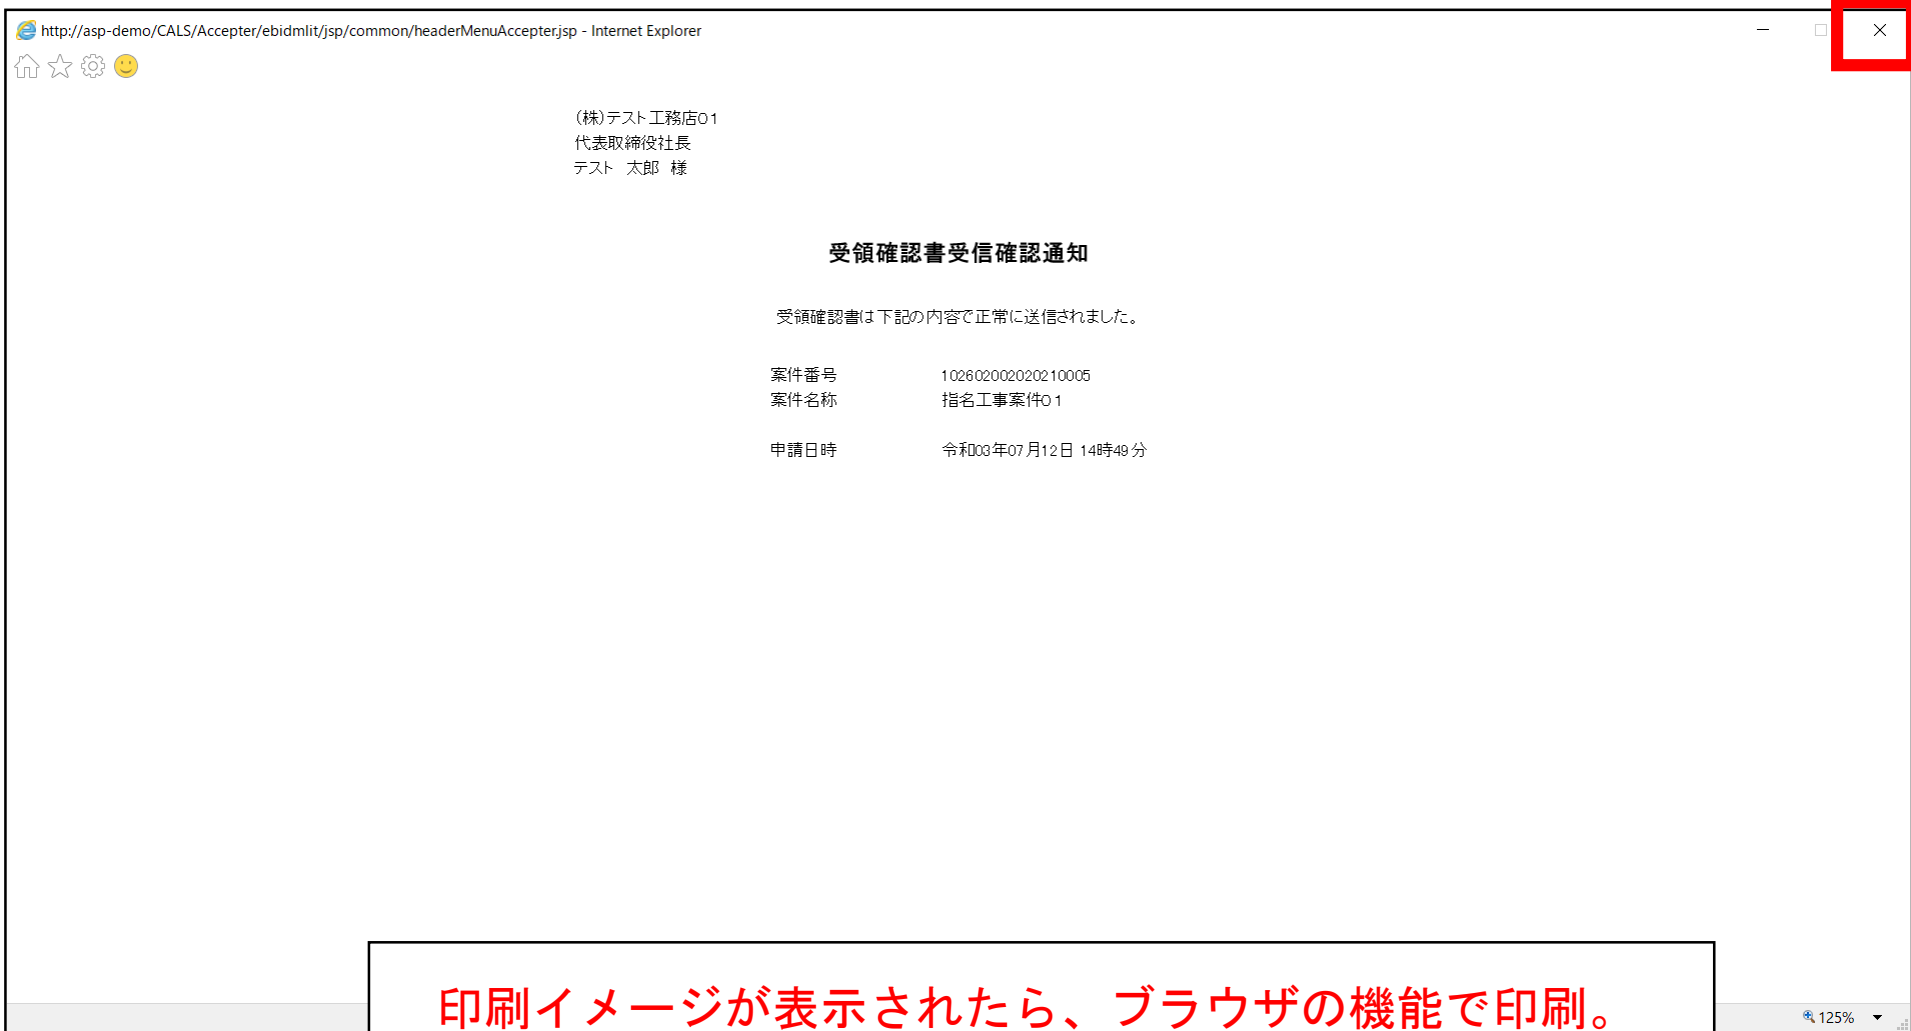 http://asp-demo/CALS/Accepter/ebidmlit/jsp/common/headerMenuAccepter.jsp - Internet Explorer
(株)テスト工務店01
代表取締役社長
テスト 太郎 様
受領確認書受信確認通知
受領確認書は下記の内容で正常に送信されました。
案件番号 102602002020210005
案件名称 指名工事案件01
申請日時 令和03年07月12日 14時49分
印刷イメージが表示されたら、ブラウザの機能で印刷。
125%